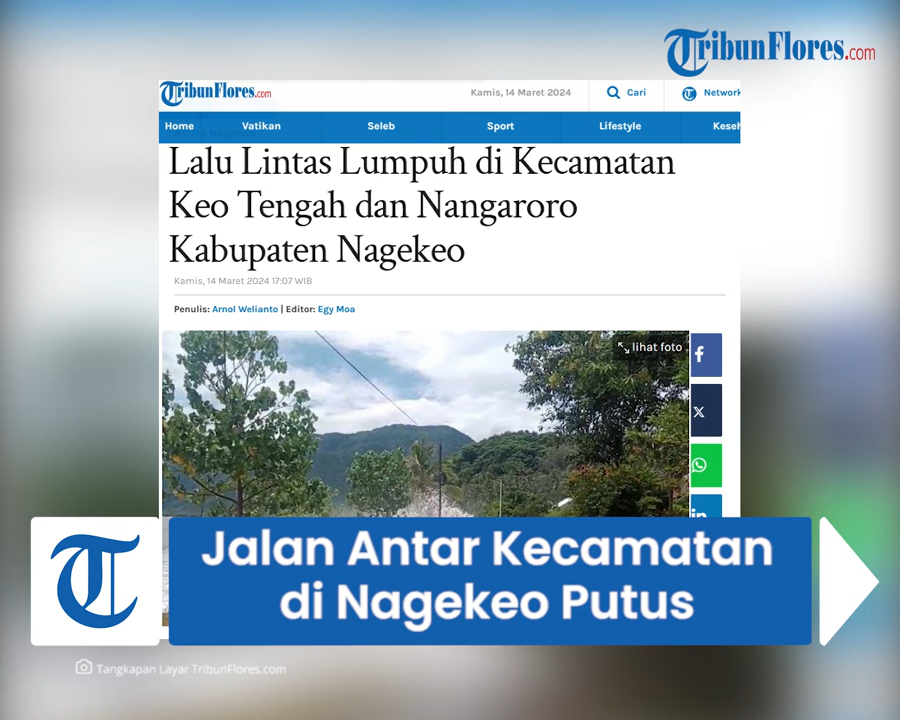 TribunFlores.com
TribunFlores.com
Kamis, 14 Maret 2024
Cari
Network
Home
Vatikan
Seleb
Sport
Lifestyle
Keseh
Lalu Lintas Lumpuh di Kecamatan
Keo Tengah dan Nangaroro
Kabupaten Nagekeo
Kamis, 14 Maret 2024 17:07 WIB
Penulis: Arnol Welianto | Editor: Egy Moa
lihat foto
Jalan Antar Kecamatan
di Nagekeo Putus
Tangkapan Layar TribunFlores.com